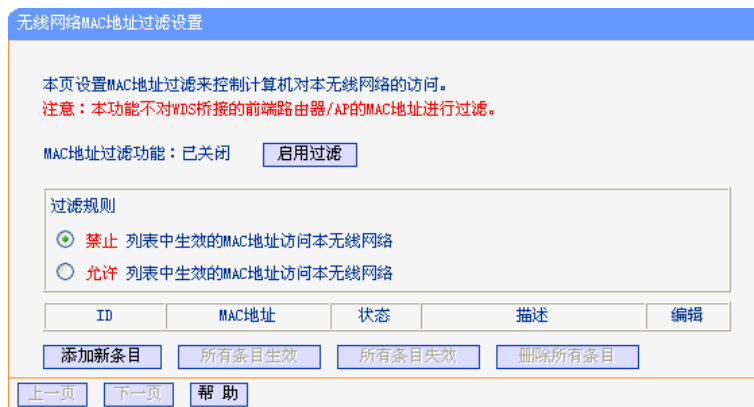 无线网络MAC地址过滤设置
本页设置MAC地址过滤来控制计算机对本无线网络的访问。
注意：本功能不对WDS桥接的前端路由器/AP的MAC地址进行过滤。
MAC地址过滤功能：已关闭 启用过滤
过滤规则
禁止 列表中生效的MAC地址访问本无线网络
允许 列表中生效的MAC地址访问本无线网络
ID MAC地址 状态 描述 编辑
添加新条目 所有条目生效 所有条目失效 删除所有条目
上一页 下一页 帮 助